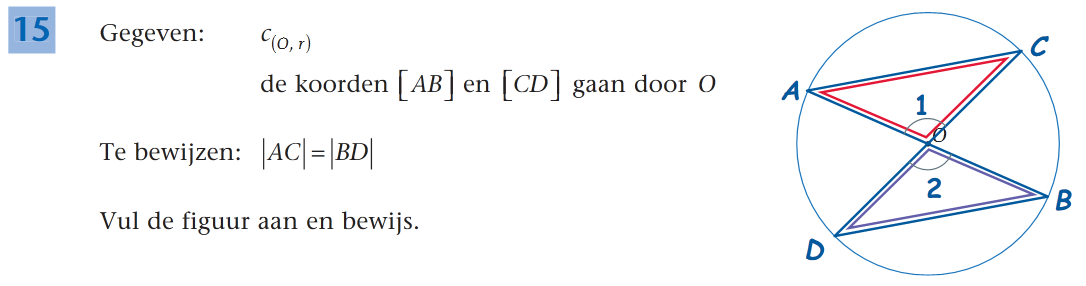 15 Gegeven: c(O, r)
de koorden [AB] en [CD] gaan door O
Te bewijzen: |AC| = |BD|
Vul de figuur aan en bewijs.
C
A
1
O
2
B
D